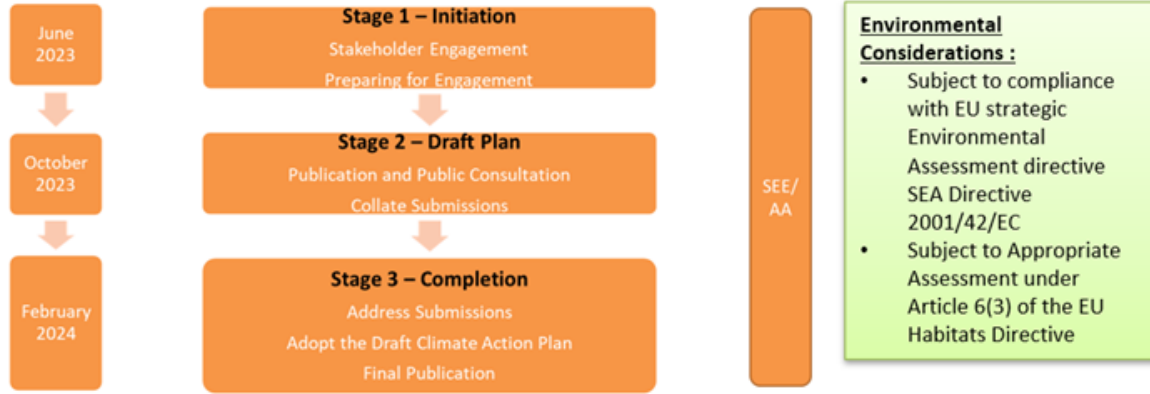 June
2023
October
2023
February
2024
Stage 1 – Initiation
Stakeholder Engagement
Preparing for Engagement
Stage 2 – Draft Plan
Publication and Public Consultation
Collate Submissions
Stage 3 – Completion
Address Submissions
Adopt the Draft Climate Action Plan
Final Publication
SEE/
AA
Environmental
Considerations :
• Subject to compliance
with EU strategic
Environmental
Assessment directive
SEA Directive
2001/42/EC
• Subject to Appropriate
Assessment under
Article 6(3) of the EU
Habitats Directive